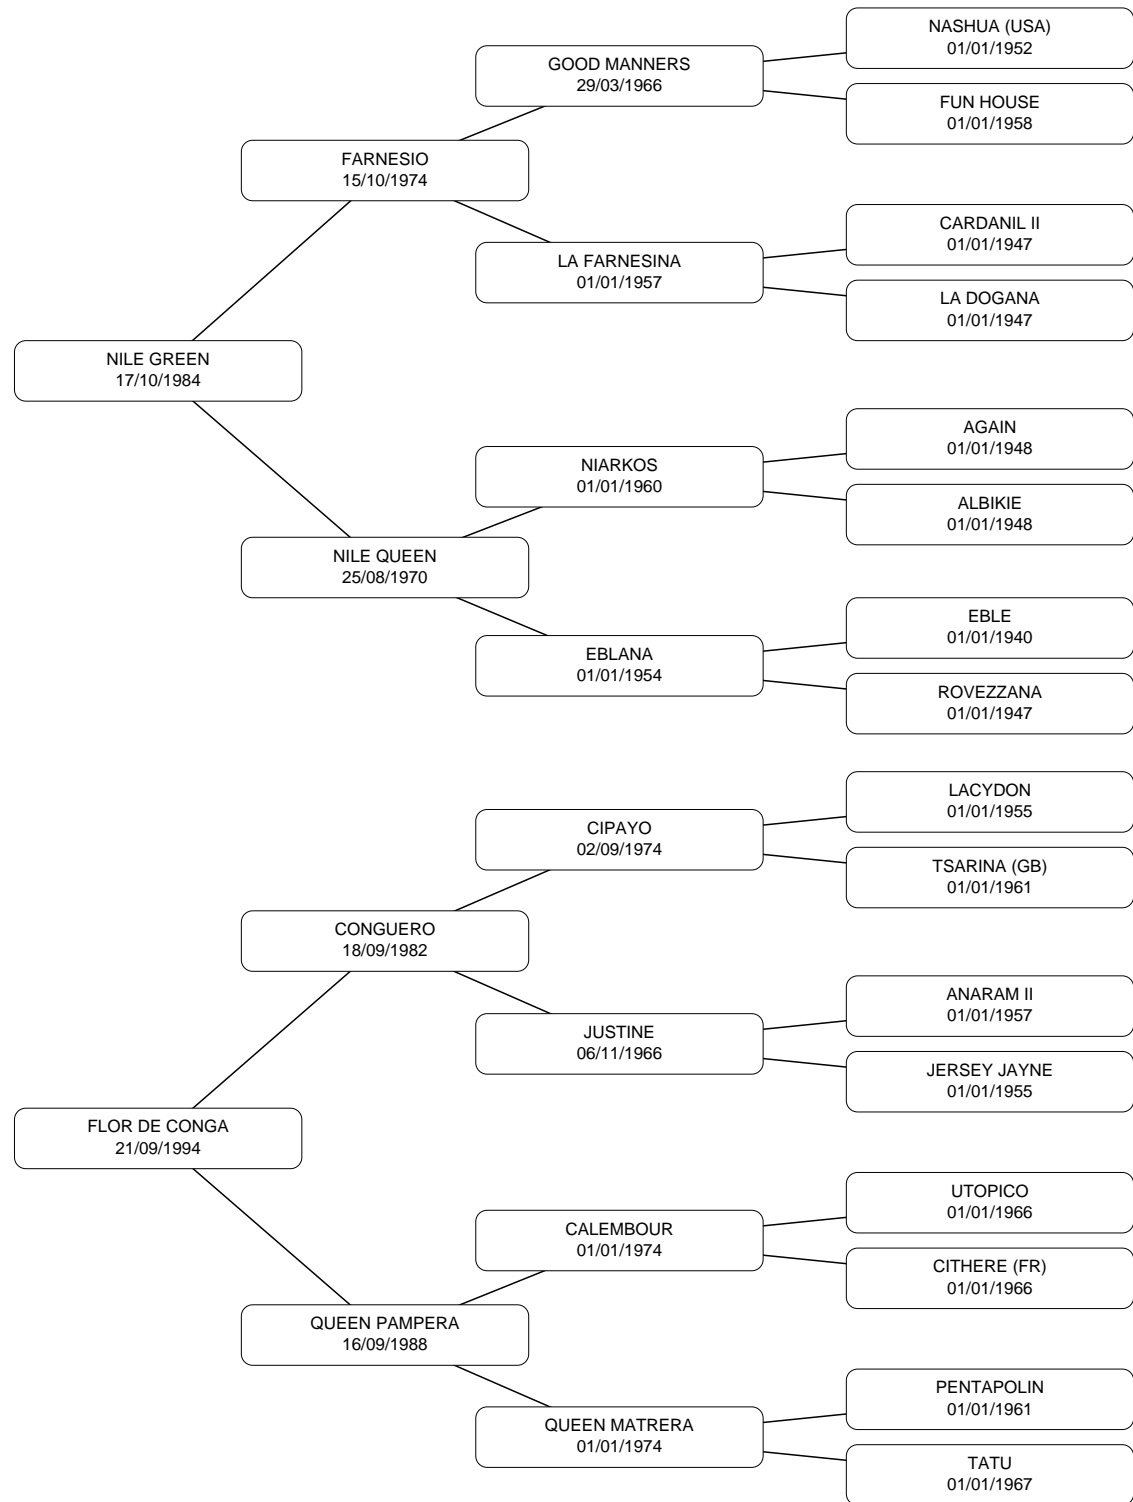 NASHUA (USA)
01/01/1952
GOOD MANNERS
29/03/1966
FUN HOUSE
01/01/1958
FARNESIO
15/10/1974
CARDANIL II
01/01/1947
LA FARNESINA
01/01/1957
LA DOGANA
01/01/1947
NILE GREEN
17/10/1984
AGAIN
01/01/1948
NIARKOS
01/01/1960
ALBIKIE
01/01/1948
NILE QUEEN
25/08/1970
EBLE
01/01/1940
EBLANA
01/01/1954
ROVEZZANA
01/01/1947
LACYDON
01/01/1955
CIPAYO
02/09/1974
TSARINA (GB)
01/01/1961
CONGUERO
18/09/1982
ANARAM II
01/01/1957
JUSTINE
06/11/1966
JERSEY JAYNE
01/01/1955
FLOR DE CONGA
21/09/1994
UTOPICO
01/01/1966
CALEMBOUR
01/01/1974
CITHERE (FR)
01/01/1966
QUEEN PAMPERA
16/09/1988
PENTAPOLIN
01/01/1961
QUEEN MATRERA
01/01/1974
TATU
01/01/1967